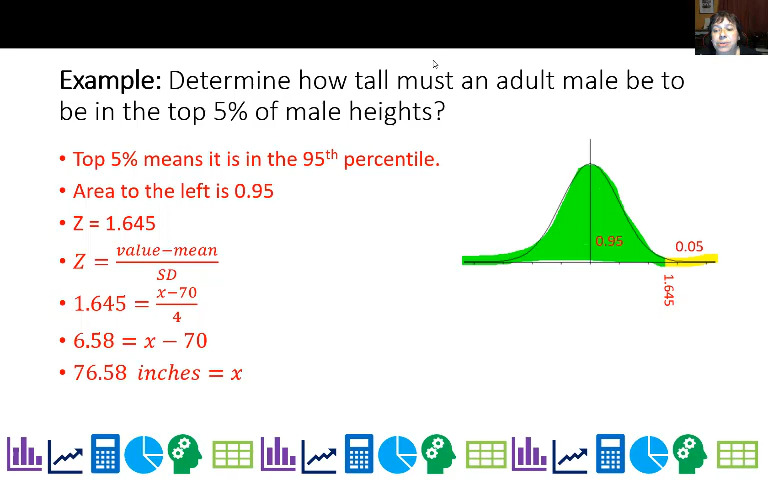 Example: Determine how tall must an adult male be to
be in the top 5% of male heights?
• Top 5% means it is in the 95th percentile.
• Area to the left is 0.95
• Z = 1.645
• Z = (value−mean)/SD
• 1.645 = (x−70)/4
• 6.58 = x − 70
• 76.58 inches = x
0.95
0.05
1.645